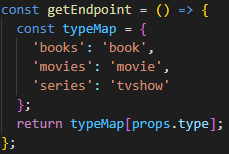 const getEndpoint = () => {
  const typeMap = {
    'books': 'book',
    'movies': 'movie',
    'series': 'tvshow'
  };
  return typeMap[props.type];
};